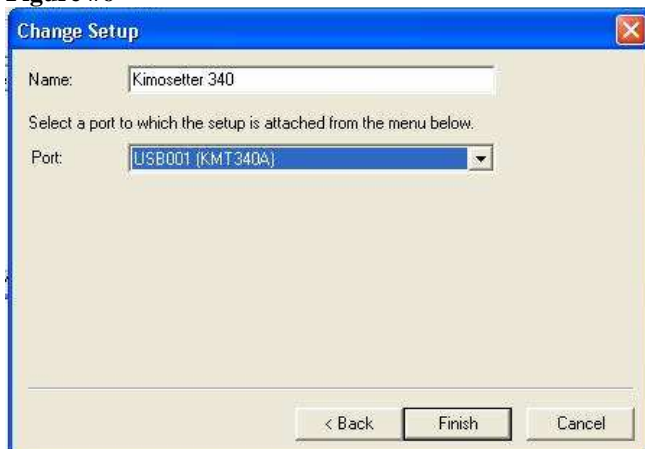 Change Setup
Name: Kimosetter 340
Select a port to which the setup is attached from the menu below.
Port: USB001 (KMT340A)
< Back Finish Cancel